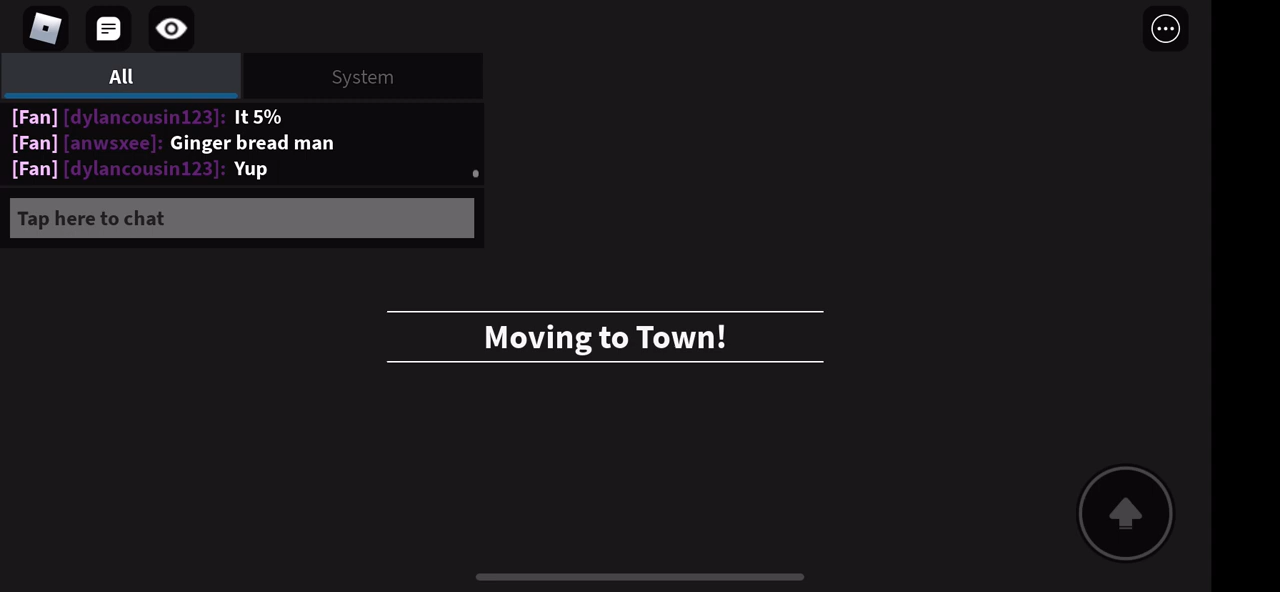 All
System
[Fan] [dylancousin123]: It 5%
[Fan] [anwsxee]: Ginger bread man
[Fan] [dylancousin123]: Yup
Tap here to chat
Moving to Town!